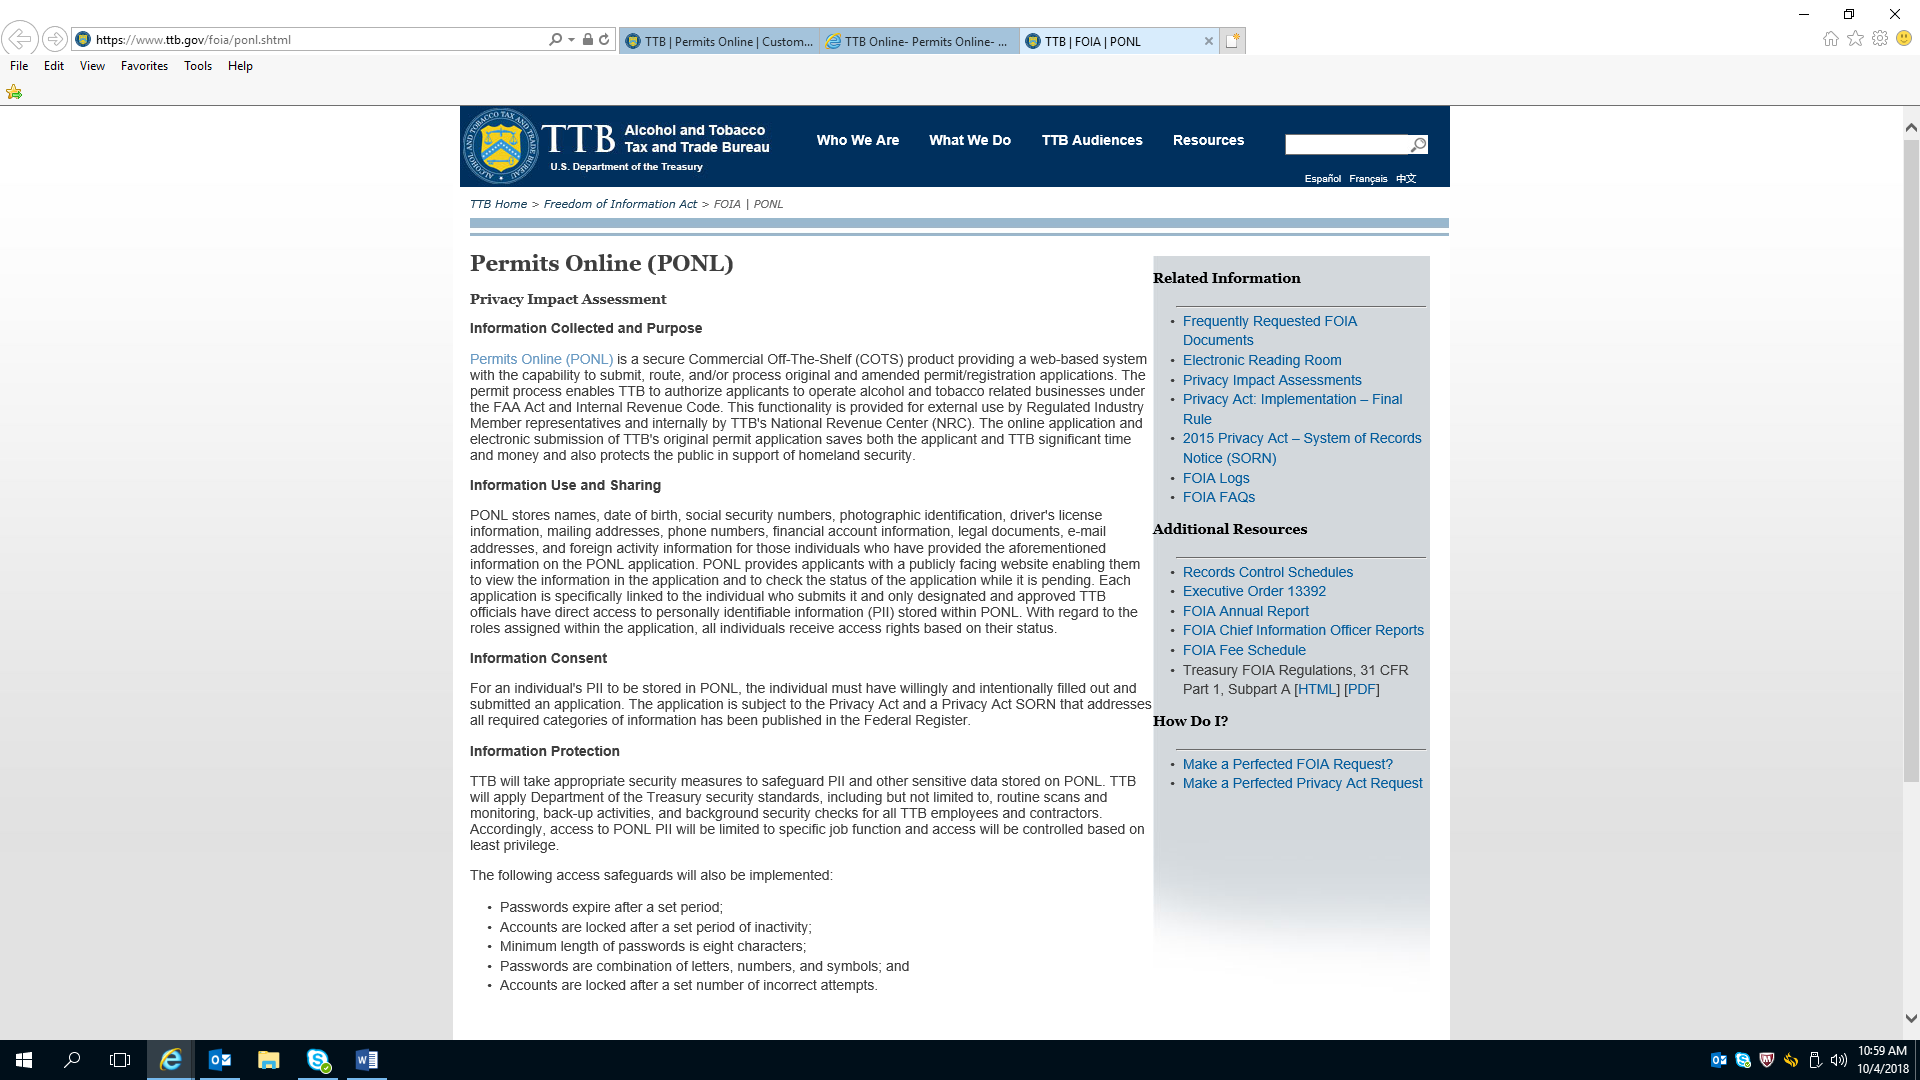 https://www.ttb.gov/foia/ponl.shtml
TTB | Permits Online | Custom...
TTB Online- Permits Online- ...
TTB | FOIA | PONL
File Edit View Favorites Tools Help
TTB
Alcohol and Tobacco
Tax and Trade Bureau
U.S. Department of the Treasury
Who We Are What We Do TTB Audiences Resources
Español Français 中文
TTB Home > Freedom of Information Act > FOIA | PONL
Permits Online (PONL)
Privacy Impact Assessment
Information Collected and Purpose
Permits Online (PONL) is a secure Commercial Off-The-Shelf (COTS) product providing a web-based system
with the capability to submit, route, and/or process original and amended permit/registration applications. The
permit process enables TTB to authorize applicants to operate alcohol and tobacco related businesses under
the FAA Act and Internal Revenue Code. This functionality is provided for external use by Regulated Industry
Member representatives and internally by TTB's National Revenue Center (NRC). The online application and
electronic submission of TTB's original permit application saves both the applicant and TTB significant time
and money and also protects the public in support of homeland security.
Information Use and Sharing
PONL stores names, date of birth, social security numbers, photographic identification, driver's license
information, mailing addresses, phone numbers, financial account information, legal documents, e-mail
addresses, and foreign activity information for those individuals who have provided the aforementioned
information on the PONL application. PONL provides applicants with a publicly facing website enabling them
to view the information in the application and to check the status of the application while it is pending. Each
application is specifically linked to the individual who submits it and only designated and approved TTB
officials have direct access to personally identifiable information (PII) stored within PONL. With regard to the
roles assigned within the application, all individuals receive access rights based on their status.
Information Consent
For an individual's PII to be stored in PONL, the individual must have willingly and intentionally filled out and
submitted an application. The application is subject to the Privacy Act and a Privacy Act SORN that addresses
all required categories of information has been published in the Federal Register.
Information Protection
TTB will take appropriate security measures to safeguard PII and other sensitive data stored on PONL. TTB
will apply Department of the Treasury security standards, including but not limited to, routine scans and
monitoring, back-up activities, and background security checks for all TTB employees and contractors.
Accordingly, access to PONL PII will be limited to specific job function and access will be controlled based on
least privilege.
The following access safeguards will also be implemented:
• Passwords expire after a set period;
• Accounts are locked after a set period of inactivity;
• Minimum length of passwords is eight characters;
• Passwords are combination of letters, numbers, and symbols; and
• Accounts are locked after a set number of incorrect attempts.
Related Information
• Frequently Requested FOIA
Documents
• Electronic Reading Room
• Privacy Impact Assessments
• Privacy Act: Implementation – Final
Rule
• 2015 Privacy Act – System of Records
Notice (SORN)
• FOIA Logs
• FOIA FAQs
Additional Resources
• Records Control Schedules
• Executive Order 13392
• FOIA Annual Report
• FOIA Chief Information Officer Reports
• FOIA Fee Schedule
• Treasury FOIA Regulations, 31 CFR
Part 1, Subpart A [HTML] [PDF]
How Do I?
• Make a Perfected FOIA Request?
• Make a Perfected Privacy Act Request
10:59 AM
10/4/2018